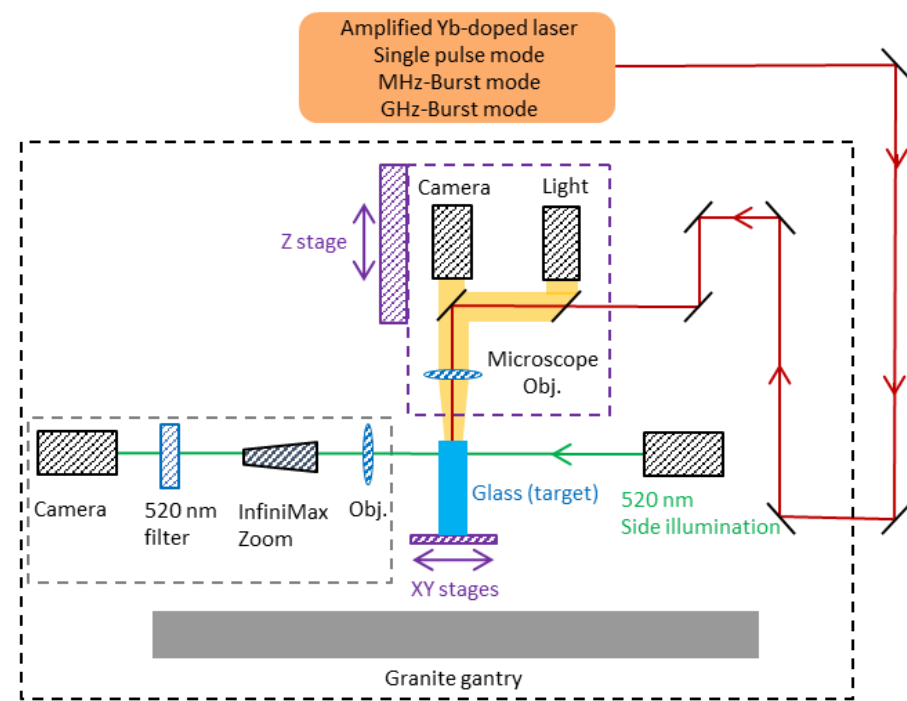 Amplified Yb-doped laser
Single pulse mode
MHz-Burst mode
GHz-Burst mode
Camera
Light
Z stage
Microscope
Obj.
Camera
520 nm
filter
InfiniMax
Zoom
Obj.
Glass (target)
520 nm
Side illumination
XY stages
Granite gantry